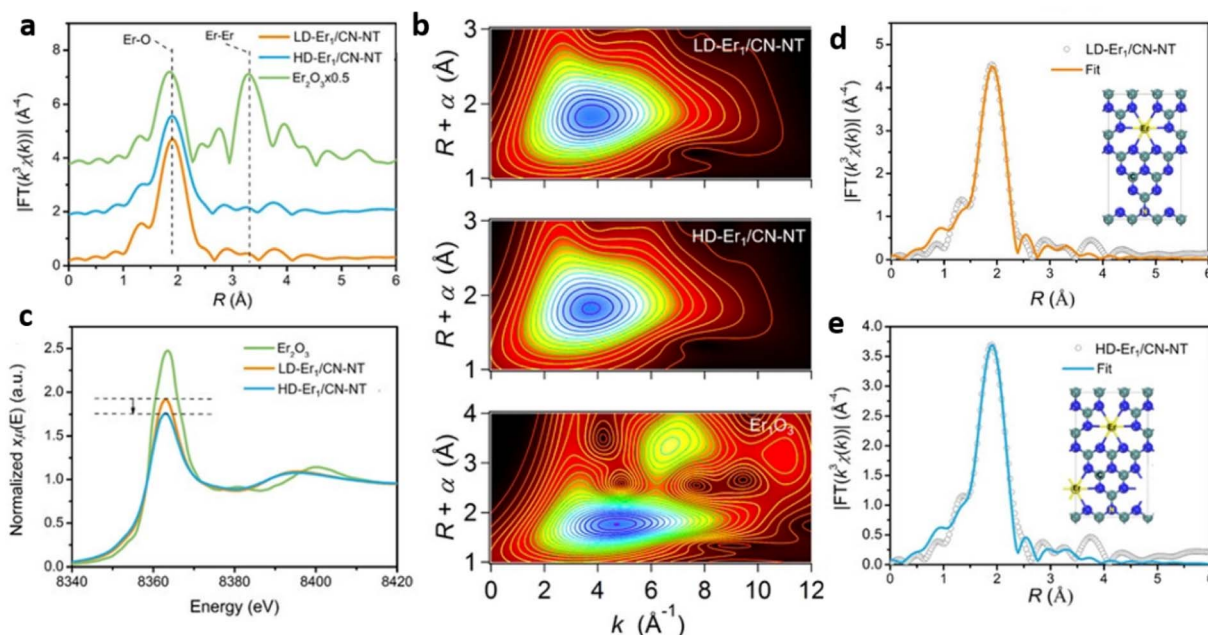 a
Er-O
Er-Er
LD-Er₁/CN-NT
HD-Er₁/CN-NT
Er₂O₃x0.5
|FT(k³χ(k))| (Å⁻⁴)
8
6
4
2
0
0 1 2 3 4 5 6
R (Å)
b
LD-Er₁/CN-NT
R + α (Å)
3
2
1
HD-Er₁/CN-NT
R + α (Å)
3
2
1
Er₁O₃
R + α (Å)
4
3
2
1
0 2 4 6 8 10 12
k (Å⁻¹)
c
Er₂O₃
LD-Er₁/CN-NT
HD-Er₁/CN-NT
Normalized xμ(E) (a.u.)
2.5
2.0
1.5
1.0
0.5
0.0
8340 8360 8380 8400 8420
Energy (eV)
d
LD-Er₁/CN-NT
Fit
Er
|FT(k³χ(k))| (Å⁻⁴)
5
4
3
2
1
0
0 1 2 3 4 5 6
R (Å)
e
HD-Er₁/CN-NT
Fit
Er
Er
|FT(k³χ(k))| (Å⁻⁴)
4.0
3.5
3.0
2.5
2.0
1.5
1.0
0.5
0.0
0 1 2 3 4 5 6
R (Å)